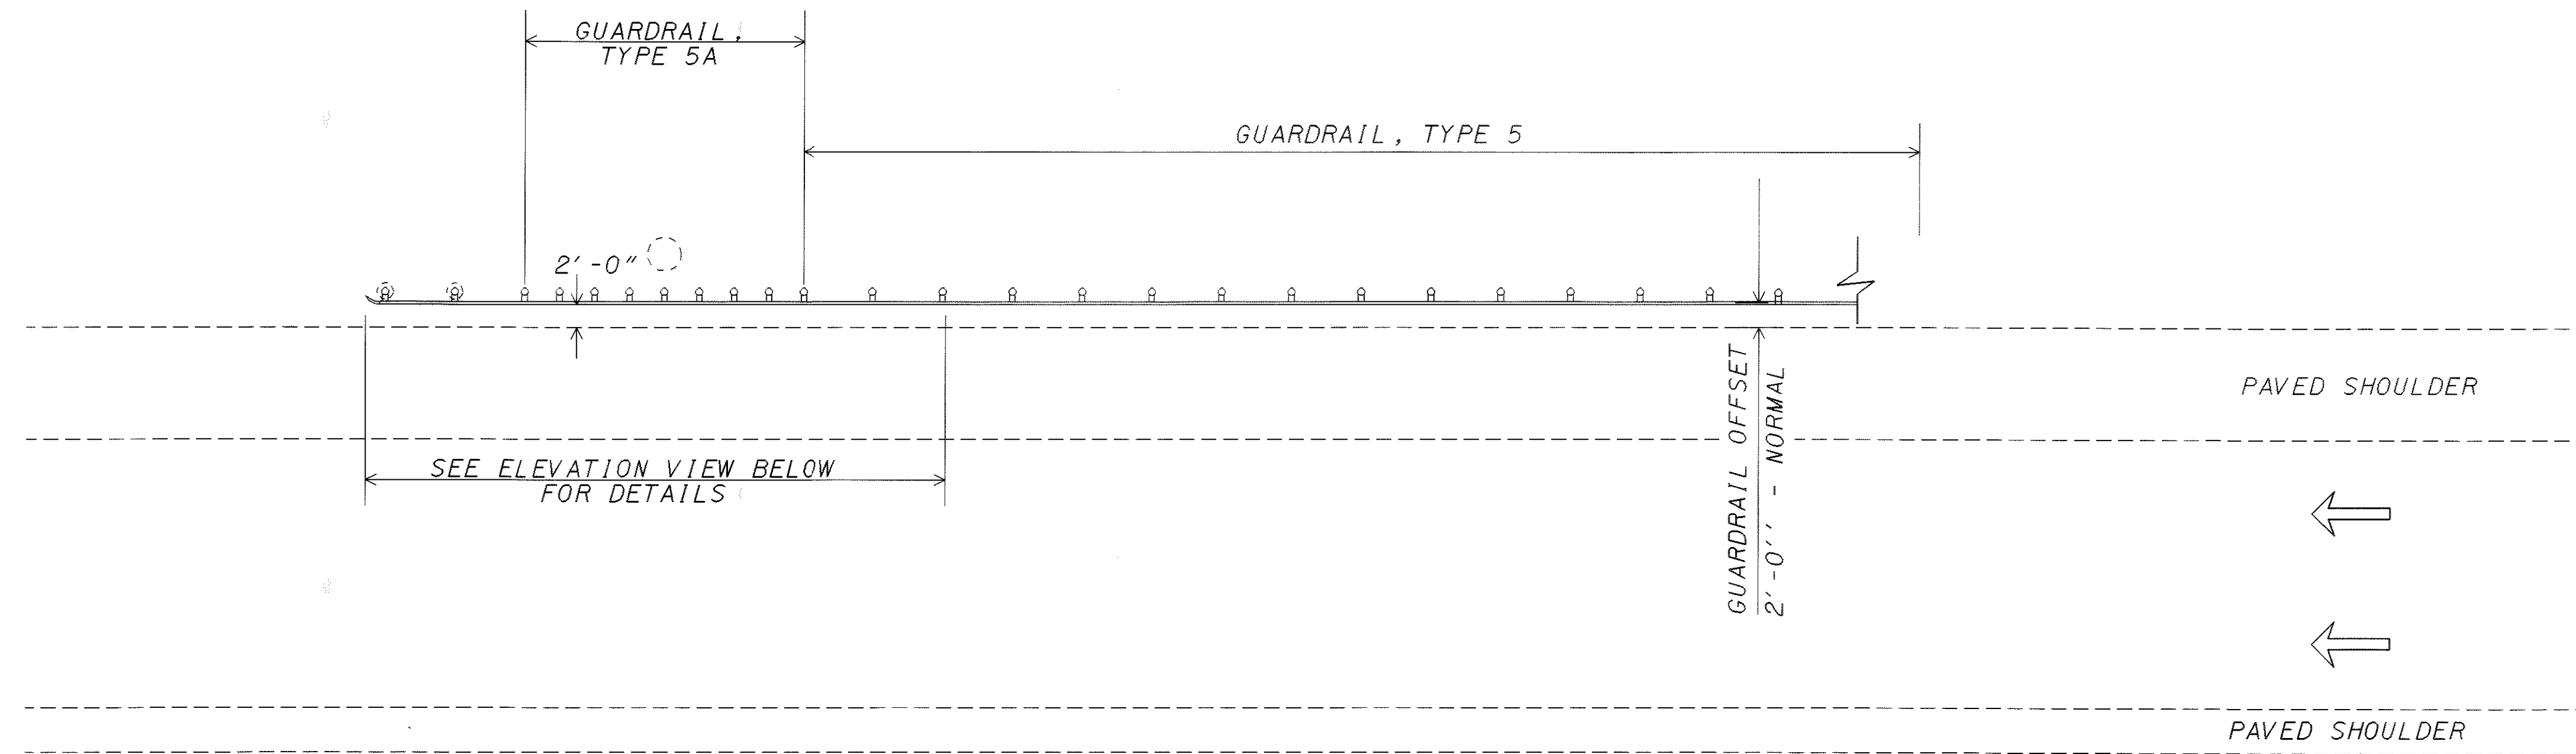 GUARDRAIL,
TYPE 5A
GUARDRAIL, TYPE 5
2'-0"
GUARDRAIL OFFSET
2'-0'' - NORMAL
PAVED SHOULDER
SEE ELEVATION VIEW BELOW
FOR DETAILS
PAVED SHOULDER